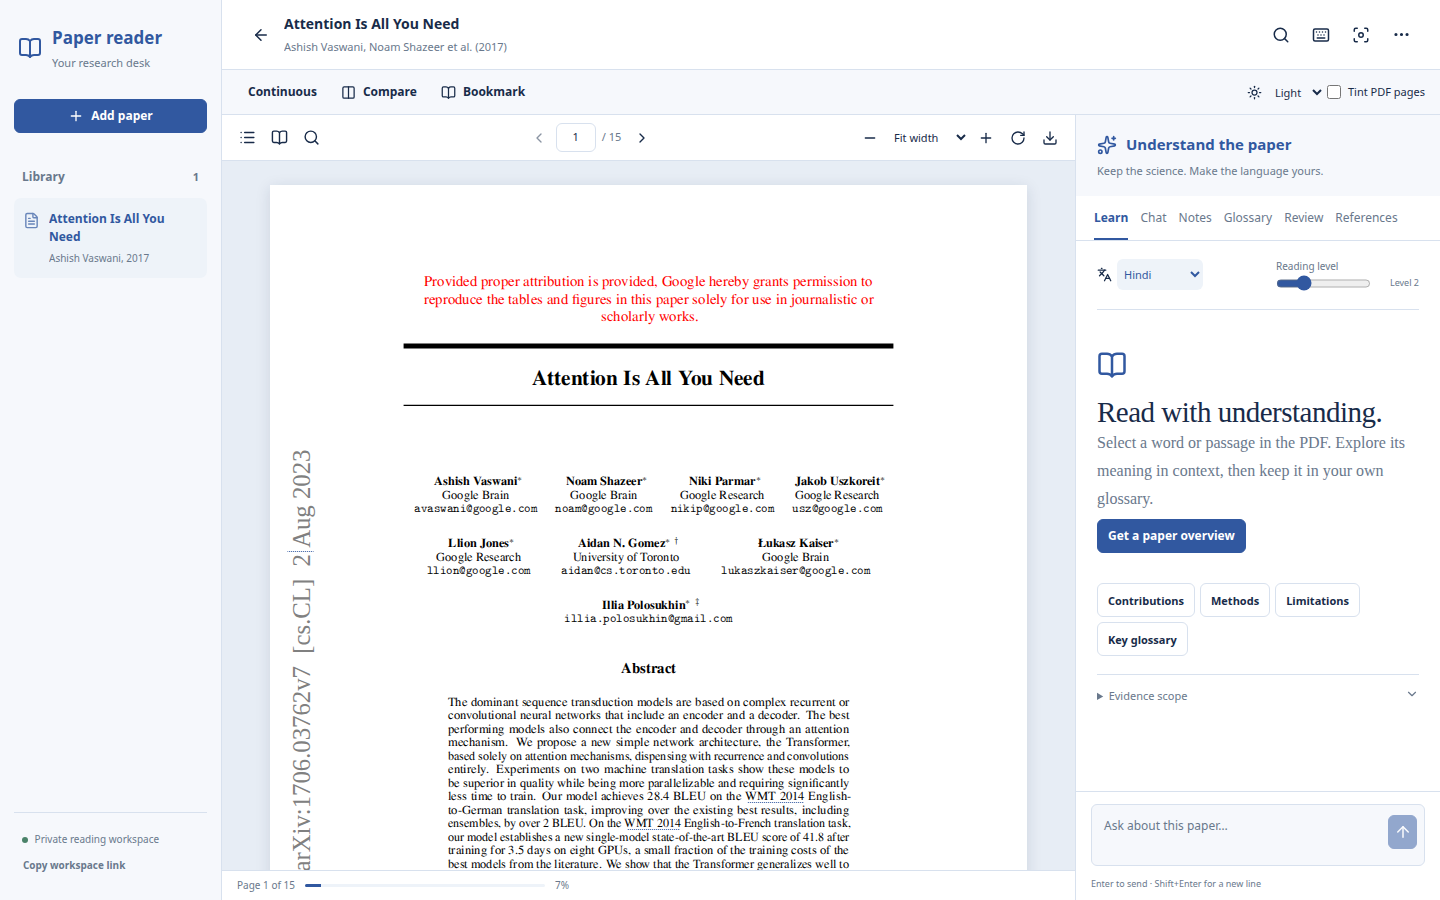 Paper reader
Your research desk
Add paper
Library 1
Attention Is All You
Need
Ashish Vaswani, 2017
Private reading workspace
Copy workspace link
Attention Is All You Need
Ashish Vaswani, Noam Shazeer et al. (2017)
Continuous Compare Bookmark
Light Tint PDF pages
1 / 15
Fit width
Provided proper attribution is provided, Google hereby grants permission to
reproduce the tables and figures in this paper solely for use in journalistic or
scholarly works.
Attention Is All You Need
arXiv:1706.03762v7 [cs.CL] 2 Aug 2023
Ashish Vaswani* Noam Shazeer* Niki Parmar* Jakob Uszkoreit*
Google Brain Google Brain Google Research Google Research
avaswani@google.com noam@google.com nikip@google.com usz@google.com
Llion Jones* Aidan N. Gomez* † Łukasz Kaiser*
Google Research University of Toronto Google Brain
llion@google.com aidan@cs.toronto.edu lukaszkaiser@google.com
Illia Polosukhin* ‡
illia.polosukhin@gmail.com
Abstract
The dominant sequence transduction models are based on complex recurrent or
convolutional neural networks that include an encoder and a decoder. The best
performing models also connect the encoder and decoder through an attention
mechanism. We propose a new simple network architecture, the Transformer,
based solely on attention mechanisms, dispensing with recurrence and convolutions
entirely. Experiments on two machine translation tasks show these models to
be superior in quality while being more parallelizable and requiring significantly
less time to train. Our model achieves 28.4 BLEU on the WMT 2014 English-
to-German translation task, improving over the existing best results, including
ensembles, by over 2 BLEU. On the WMT 2014 English-to-French translation task,
our model establishes a new single-model state-of-the-art BLEU score of 41.8 after
training for 3.5 days on eight GPUs, a small fraction of the training costs of the
best models from the literature. We show that the Transformer generalizes well to
Page 1 of 15 7%
Understand the paper
Keep the science. Make the language yours.
Learn Chat Notes Glossary Review References
Hindi
Reading level
Level 2
Read with understanding.
Select a word or passage in the PDF. Explore its
meaning in context, then keep it in your own
glossary.
Get a paper overview
Contributions Methods Limitations
Key glossary
Evidence scope
Ask about this paper...
Enter to send · Shift+Enter for a new line